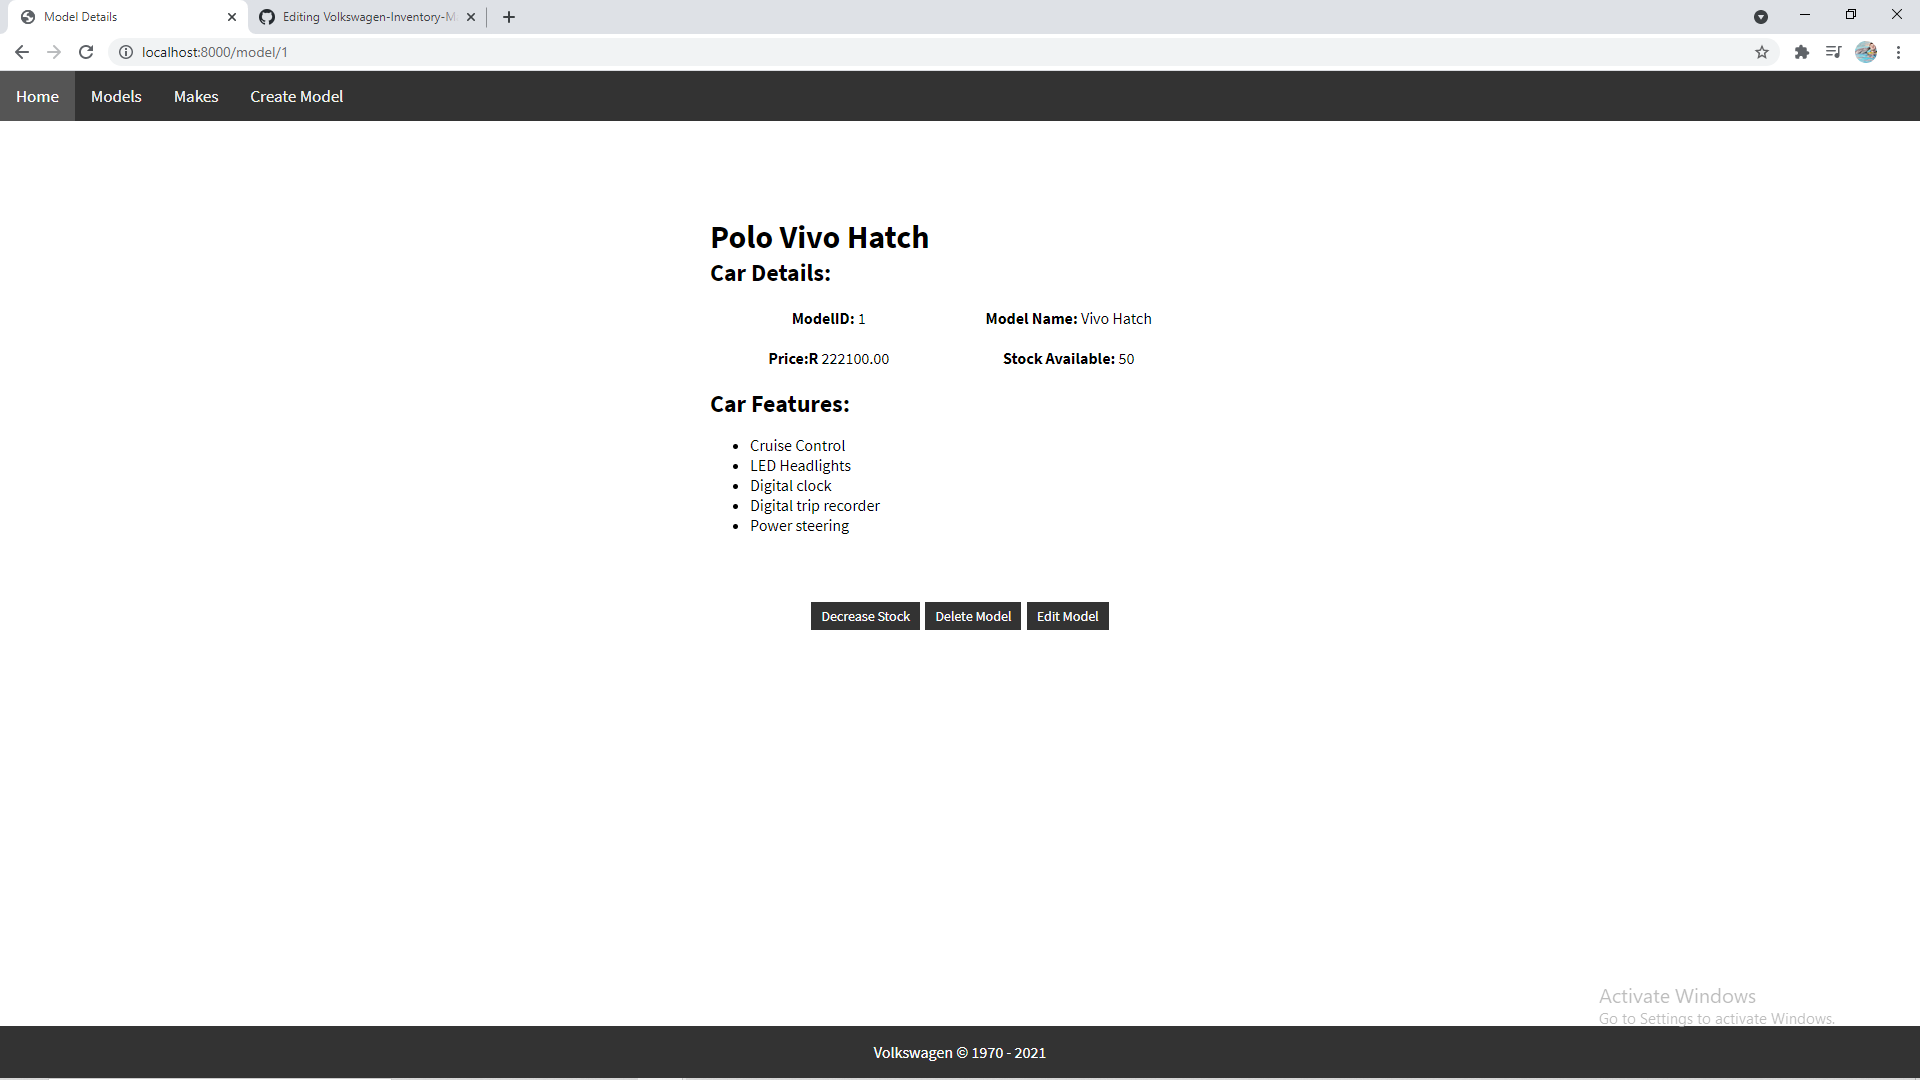 Model Details
Editing Volkswagen-Inventory-M
localhost:8000/model/1
Home Models Makes Create Model
Polo Vivo Hatch
Car Details:
ModelID: 1 Model Name: Vivo Hatch
Price:R 222100.00 Stock Available: 50
Car Features:
• Cruise Control
• LED Headlights
• Digital clock
• Digital trip recorder
• Power steering
Decrease Stock Delete Model Edit Model
Activate Windows
Go to Settings to activate Windows.
Volkswagen © 1970 - 2021